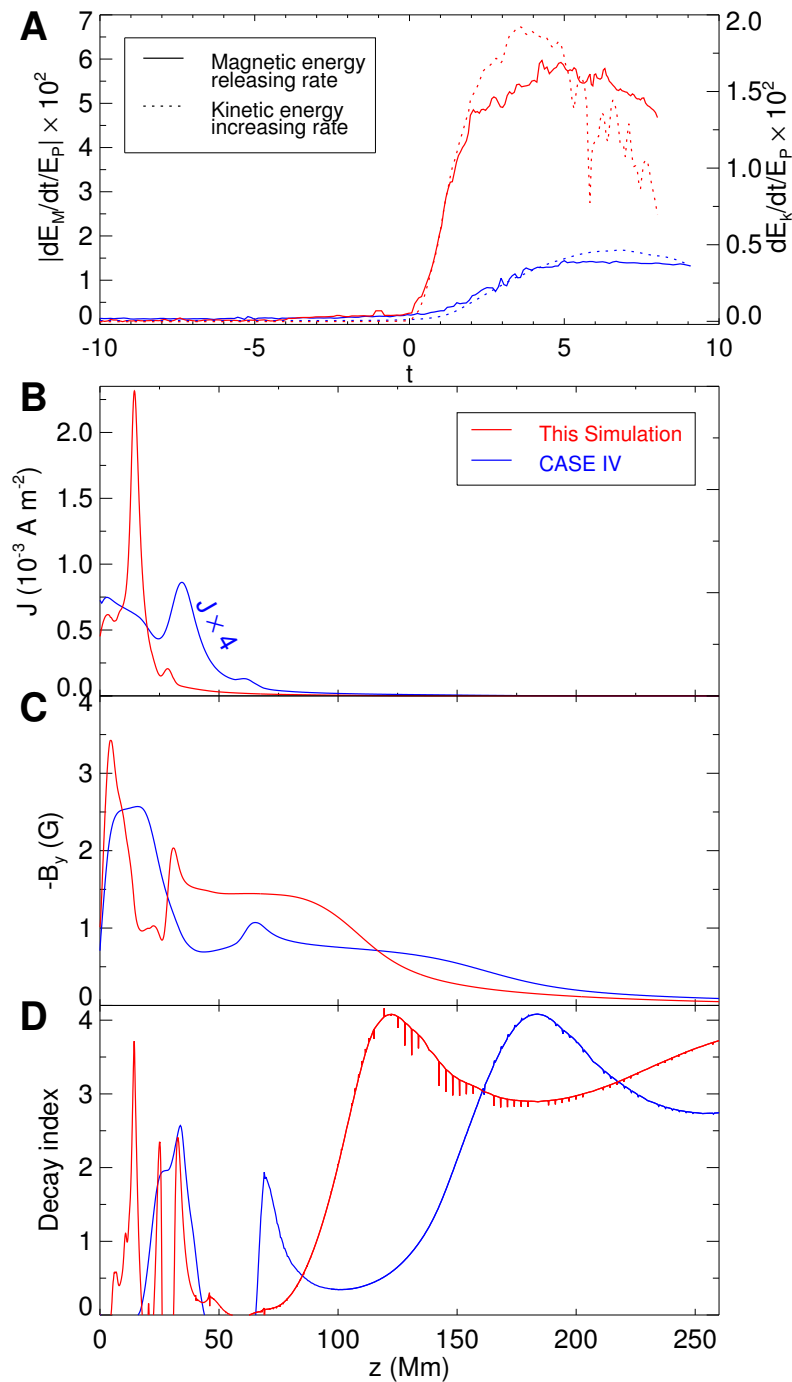 A
7
6
5
4
3
2
1
0
|dE_M/dt/E_P| × 10^2
Magnetic energy
releasing rate
Kinetic energy
increasing rate
2.0
1.5
1.0
0.5
0.0
dE_k/dt/E_P × 10^2
-10
-5
0
5
10
t
B
2.0
1.5
1.0
0.5
0.0
J (10^-3 A m^-2)
This Simulation
CASE IV
J × 4
C
4
3
2
1
0
-B_y (G)
D
4
3
2
1
0
Decay index
0
50
100
150
200
250
z (Mm)